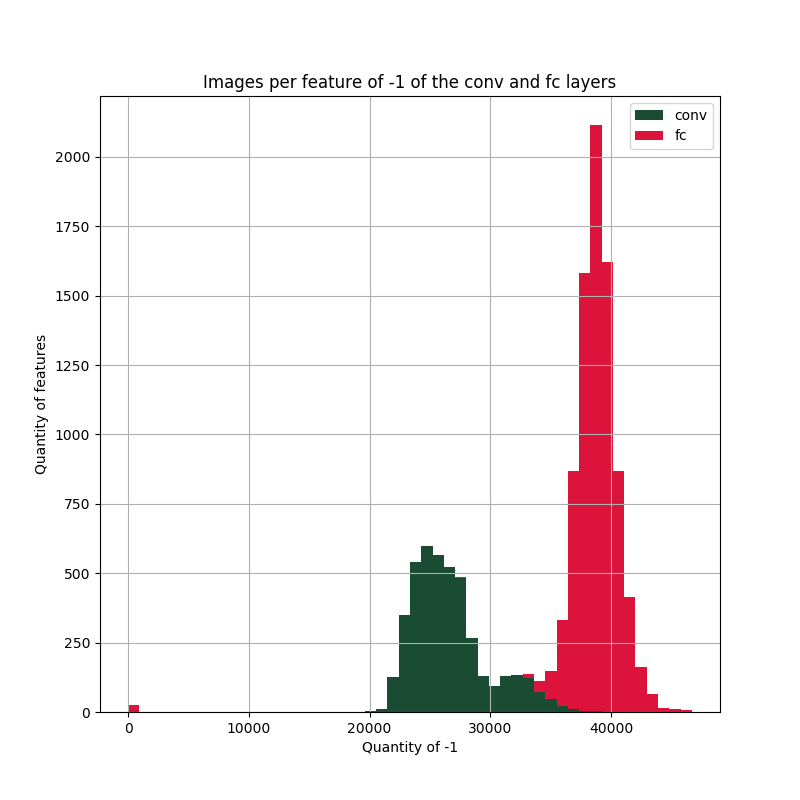 Images per feature of -1 of the conv and fc layers
conv
fc
2000
1750
1500
1250
1000
750
500
250
0
Quantity of features
0 10000 20000 30000 40000
Quantity of -1